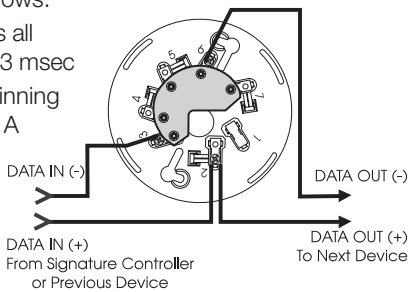 ows:
s all
3 msec
inning
A
5
6
4
7
3
1
2
DATA IN (-)
DATA OUT (-)
DATA IN (+)
From Signature Controller
or Previous Device
DATA OUT (+)
To Next Device